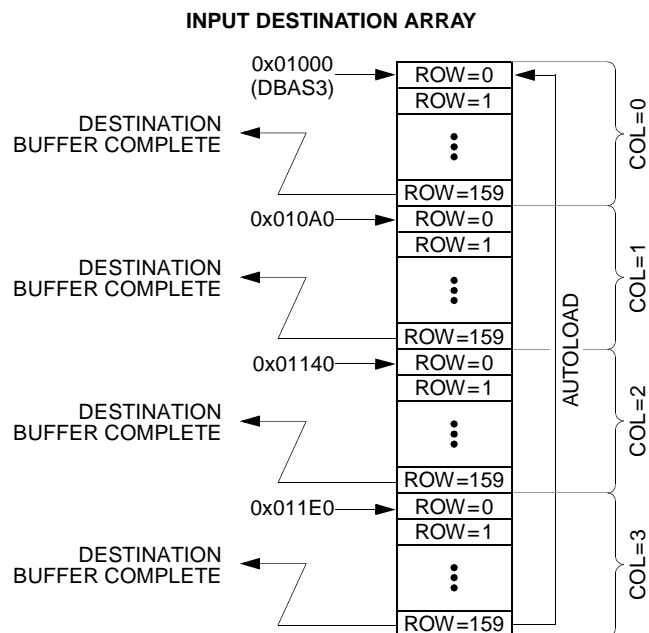 INPUT DESTINATION ARRAY
0x01000
(DBAS3)
ROW=0
ROW=1
DESTINATION
BUFFER COMPLETE
ROW=159
COL=0
0x010A0
ROW=0
ROW=1
DESTINATION
BUFFER COMPLETE
ROW=159
COL=1
0x01140
ROW=0
ROW=1
DESTINATION
BUFFER COMPLETE
ROW=159
COL=2
0x011E0
ROW=0
ROW=1
DESTINATION
BUFFER COMPLETE
ROW=159
COL=3
AUTOLOAD